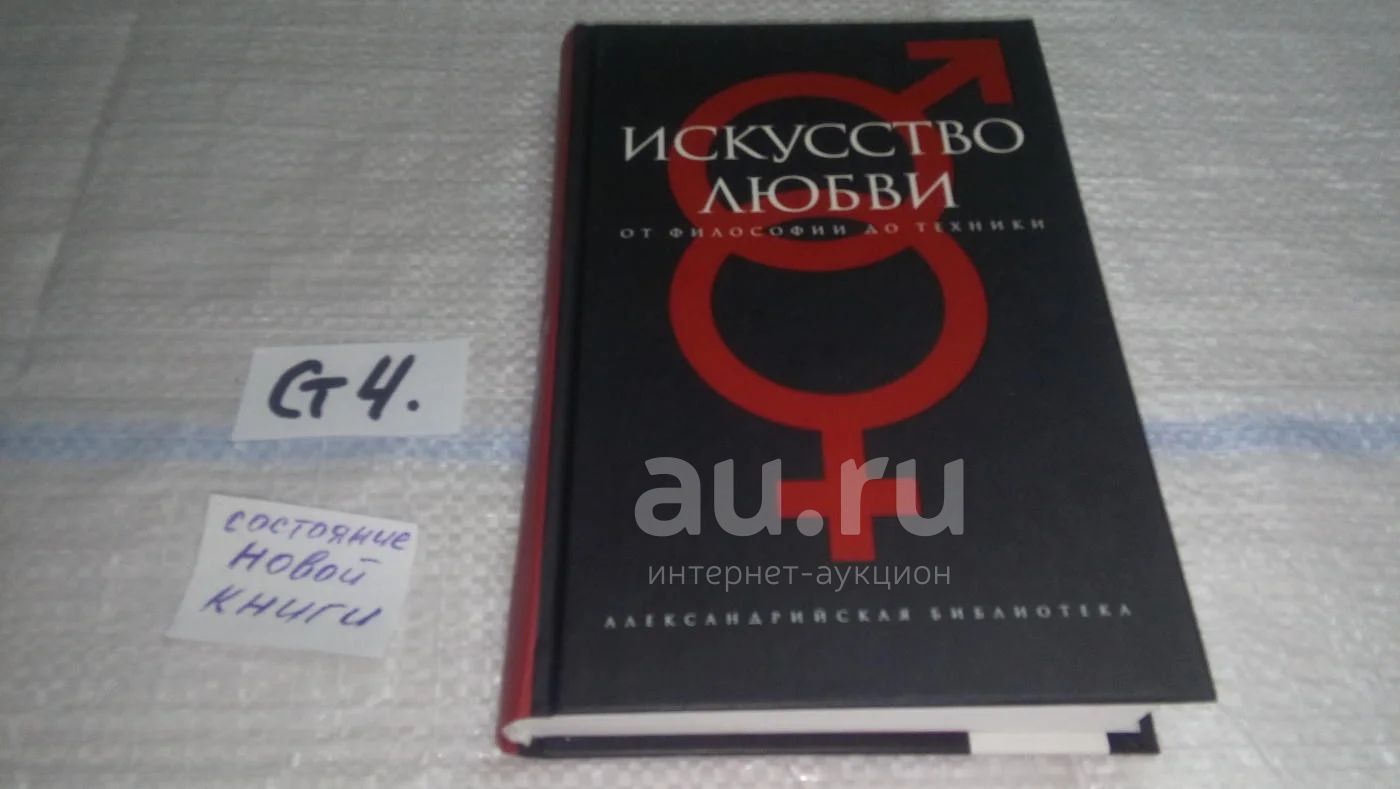 ИСКУССТВО
ЛЮБВИ
ОТ ФИЛОСОФИИ ДО ТЕХНИКИ
Ст 4.
au.ru
интернет-аукцион
состояние
новой
книги
АЛЕКСАНДРИЙСКАЯ БИБЛИОТЕКА